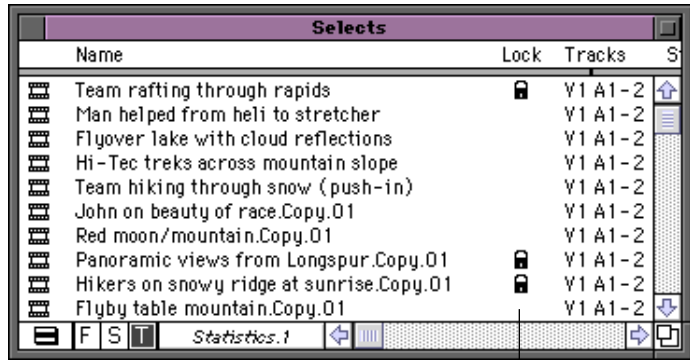 Selects
Name Lock Tracks S
Team rafting through rapids V1 A1-2
Man helped from heli to stretcher V1 A1-2
Flyover lake with cloud reflections V1 A1-2
Hi-Tec treks across mountain slope V1 A1-2
Team hiking through snow (push-in) V1 A1-2
John on beauty of race.Copy.01 V1 A1-2
Red moon/mountain.Copy.01 V1 A1-2
Panoramic views from Longspur.Copy.01 V1 A1-2
Hikers on snowy ridge at sunrise.Copy.01 V1 A1-2
Flyby table mountain.Copy.01 V1 A1-2
F S T Statistics.1